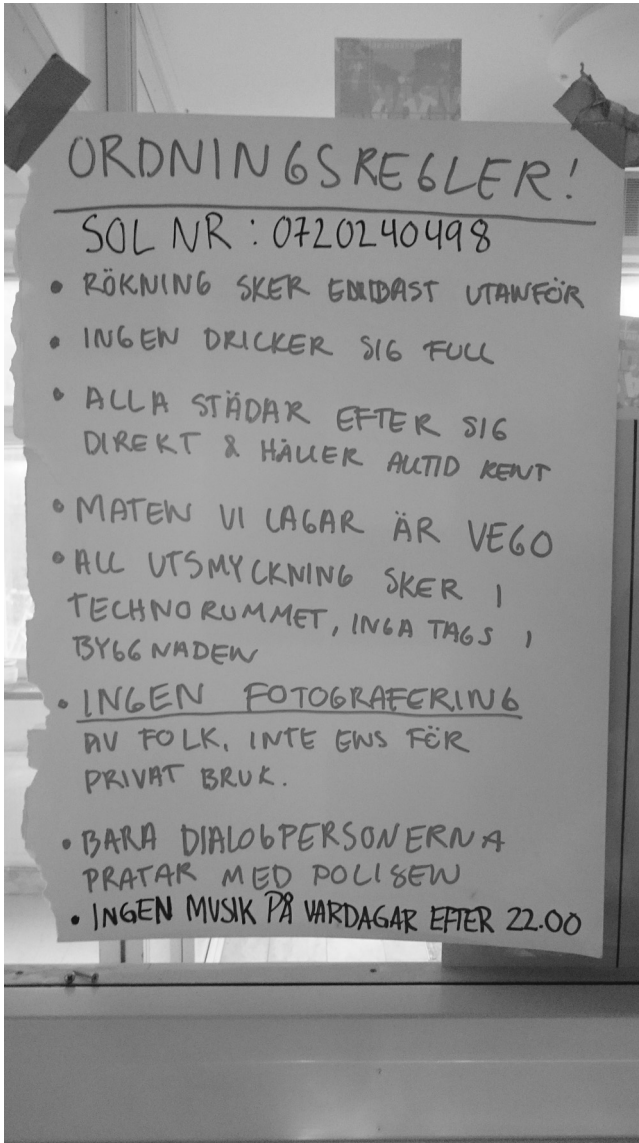 ORDNINGSREGLER!
SOL NR: 0720240498
• RÖKNING SKER ENDAST UTANFÖR
• INGEN DRICKER SIG FULL
• ALLA STÄDAR EFTER SIG
DIREKT & HÅLLER ALLTID RENT
• MATEN VI LAGAR ÄR VEGO
• ALL UTSMYCKNING SKER I
TECHNORUMMET, INGA TAGS I
BYGGNADEN
• INGEN FOTOGRAFERING
AV FOLK, INTE ENS FÖR
PRIVAT BRUK.
• BARA DIALOGPERSONERNA
PRATAR MED POLISEN
• INGEN MUSIK PÅ VARDAGAR EFTER 22.00